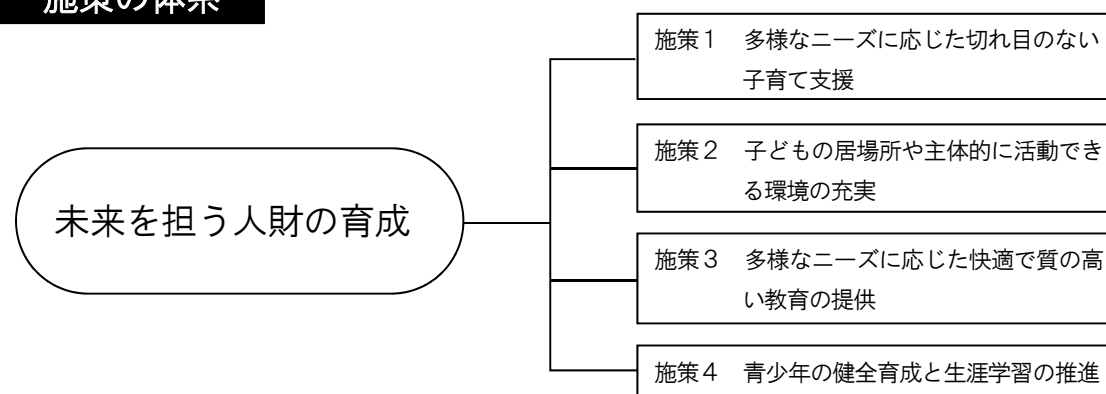 施策の体系
施策１　多様なニーズに応じた切れ目のない
子育て支援
施策２　子どもの居場所や主体的に活動でき
る環境の充実
未来を担う人財の育成
施策３　多様なニーズに応じた快適で質の高
い教育の提供
施策４　青少年の健全育成と生涯学習の推進